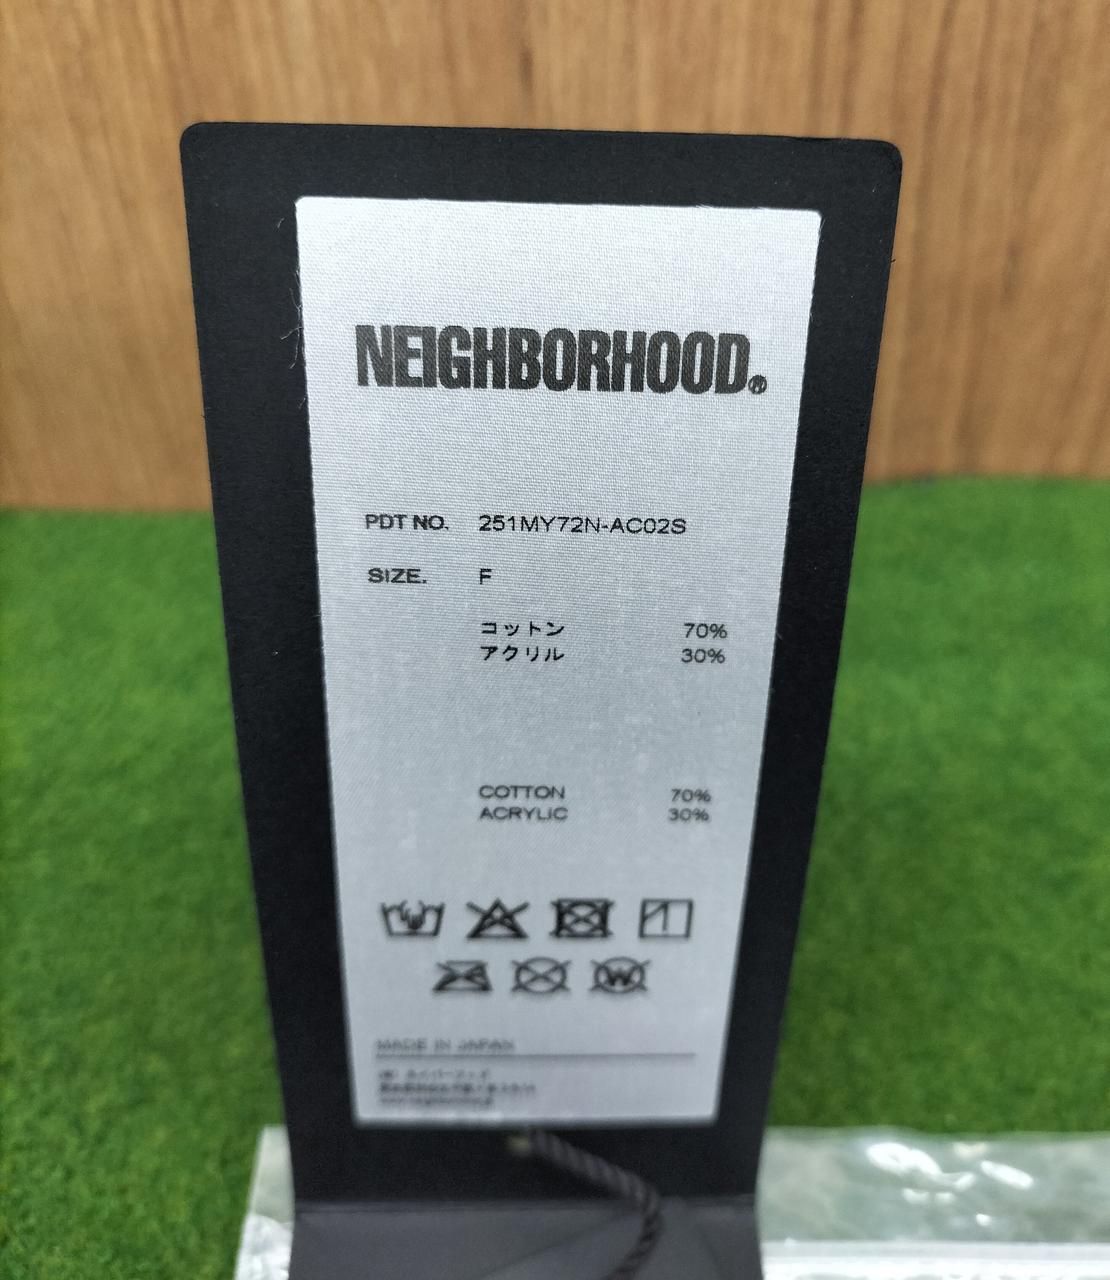 NEIGHBORHOOD®
PDT NO. 251MY72N-AC02S
SIZE. F
コットン 70%
アクリル 30%
COTTON 70%
ACRYLIC 30%
MADE IN JAPAN